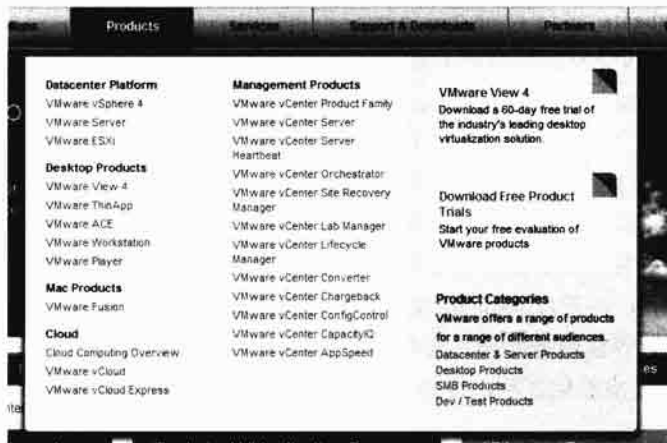 Products
Services
Support & Downloads
Partners
Datacenter Platform
VMware vSphere 4
VMware Server
VMware ESXi
Desktop Products
VMware View 4
VMware ThinApp
VMware ACE
VMware Workstation
VMware Player
Mac Products
VMware Fusion
Cloud
Cloud Computing Overview
VMware vCloud
VMware vCloud Express
Management Products
VMware vCenter Product Family
VMware vCenter Server
VMware vCenter Server
Heartbeat
VMware vCenter Orchestrator
VMware vCenter Site Recovery
Manager
VMware vCenter Lab Manager
VMware vCenter Lifecycle
Manager
VMware vCenter Converter
VMware vCenter Chargeback
VMware vCenter ConfigControl
VMware vCenter CapacityIQ
VMware vCenter AppSpeed
VMware View 4
Download a 60-day free trial of
the industry's leading desktop
virtualization solution.
Download Free Product
Trials
Start your free evaluation of
VMware products
Product Categories
VMware offers a range of products
for a range of different audiences.
Datacenter & Server Products
Desktop Products
SMB Products
Dev / Test Products